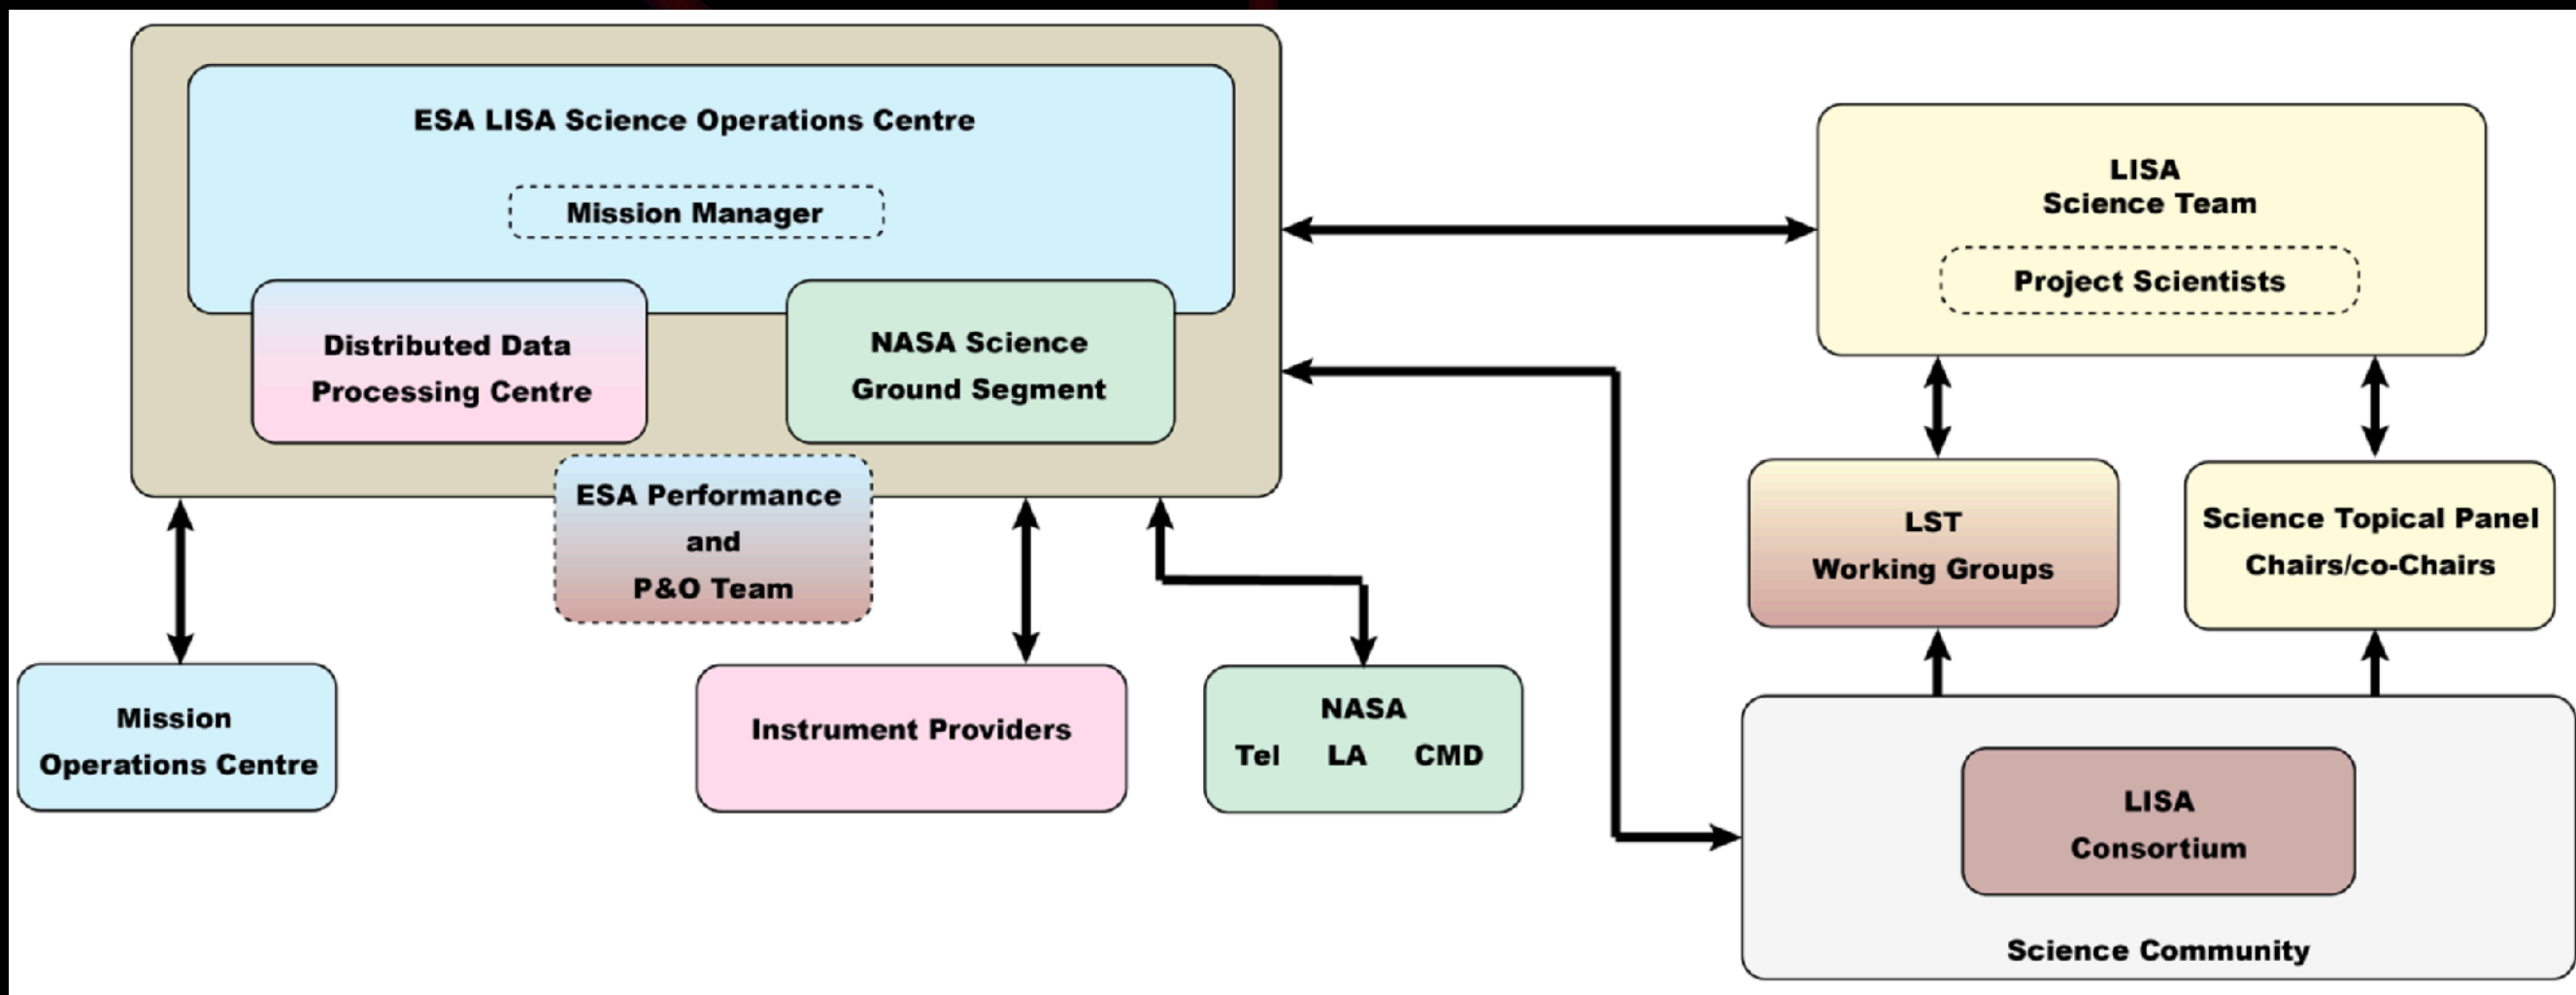 ESA LISA Science Operations Centre
Mission Manager
Distributed Data
Processing Centre
NASA Science
Ground Segment
ESA Performance
and
P&O Team
Mission
Operations Centre
Instrument Providers
NASA
Tel LA CMD
LISA
Science Team
Project Scientists
LST
Working Groups
Science Topical Panel
Chairs/co-Chairs
LISA
Consortium
Science Community